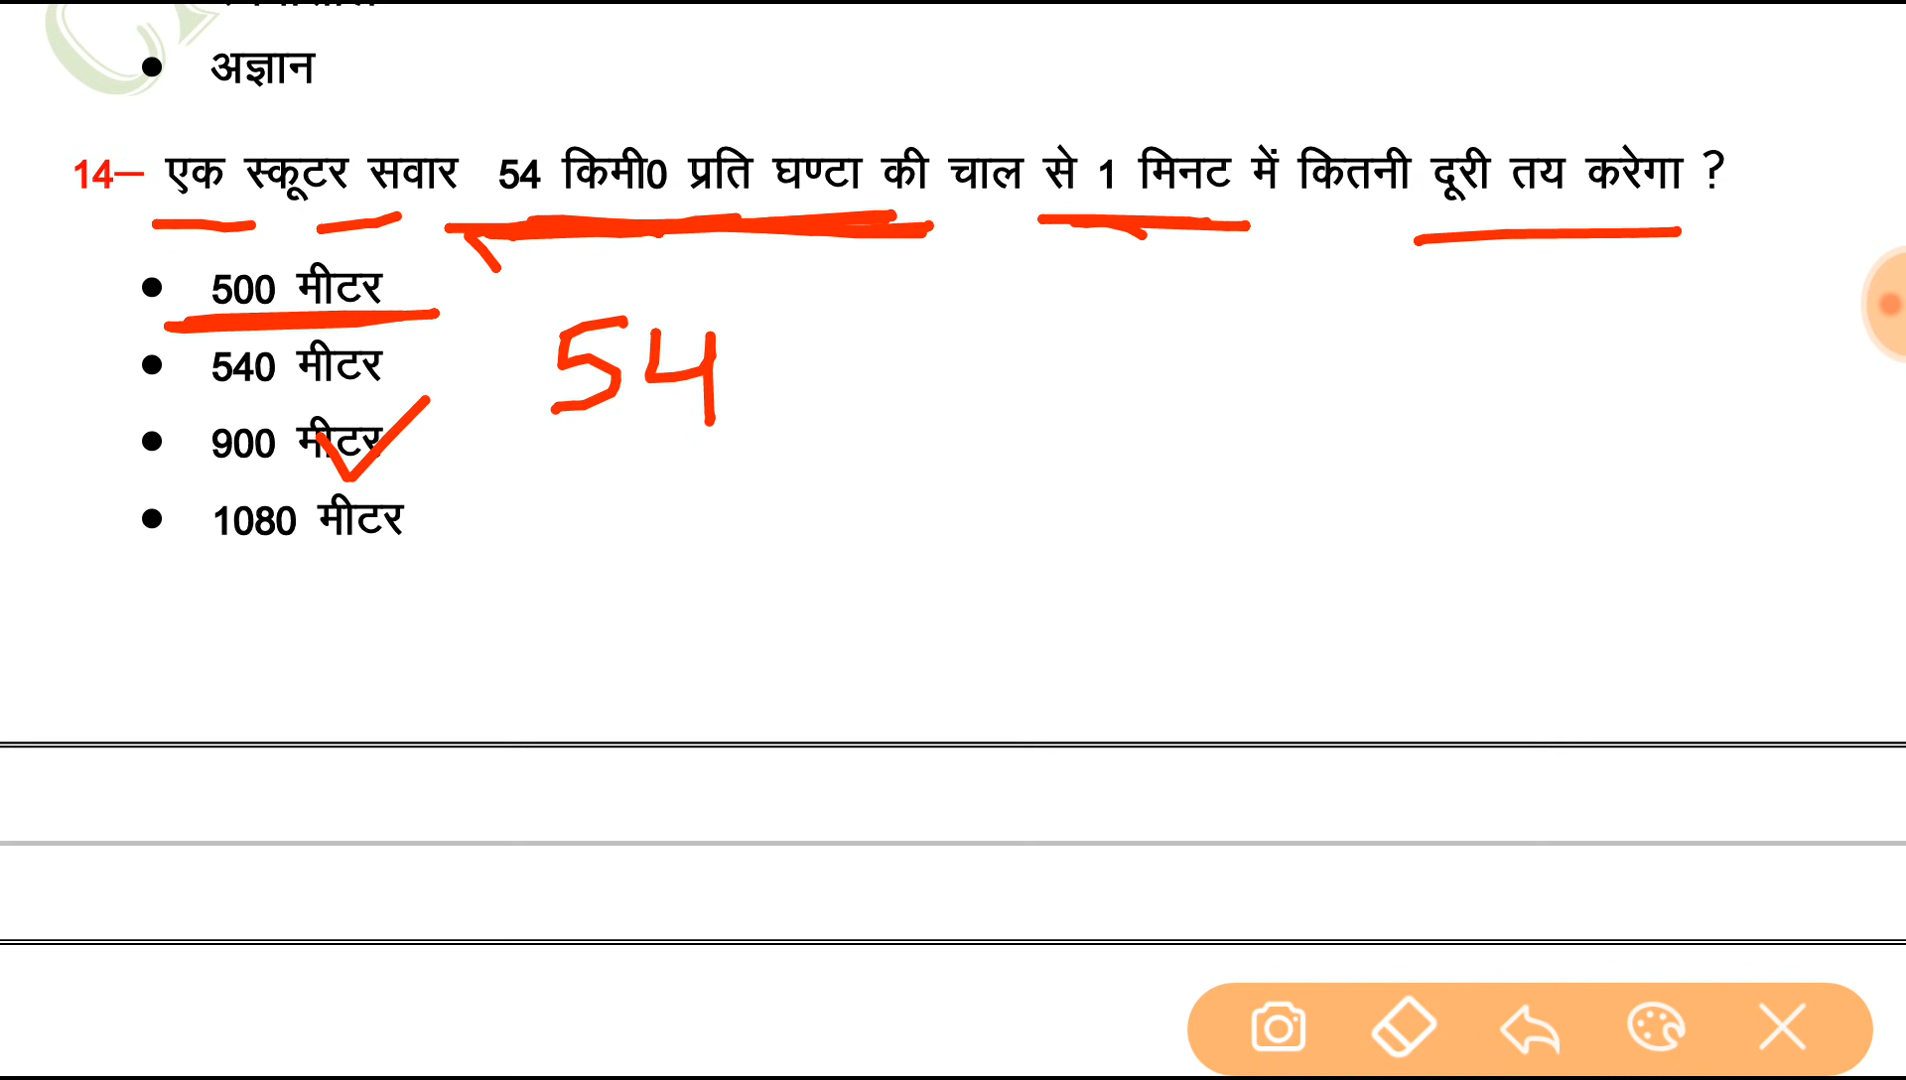 अज्ञान
14– एक स्कूटर सवार 54 किमी0 प्रति घण्टा की चाल से 1 मिनट में कितनी दूरी तय करेगा ?
500 मीटर
540 मीटर
54
900 मीटर
1080 मीटर